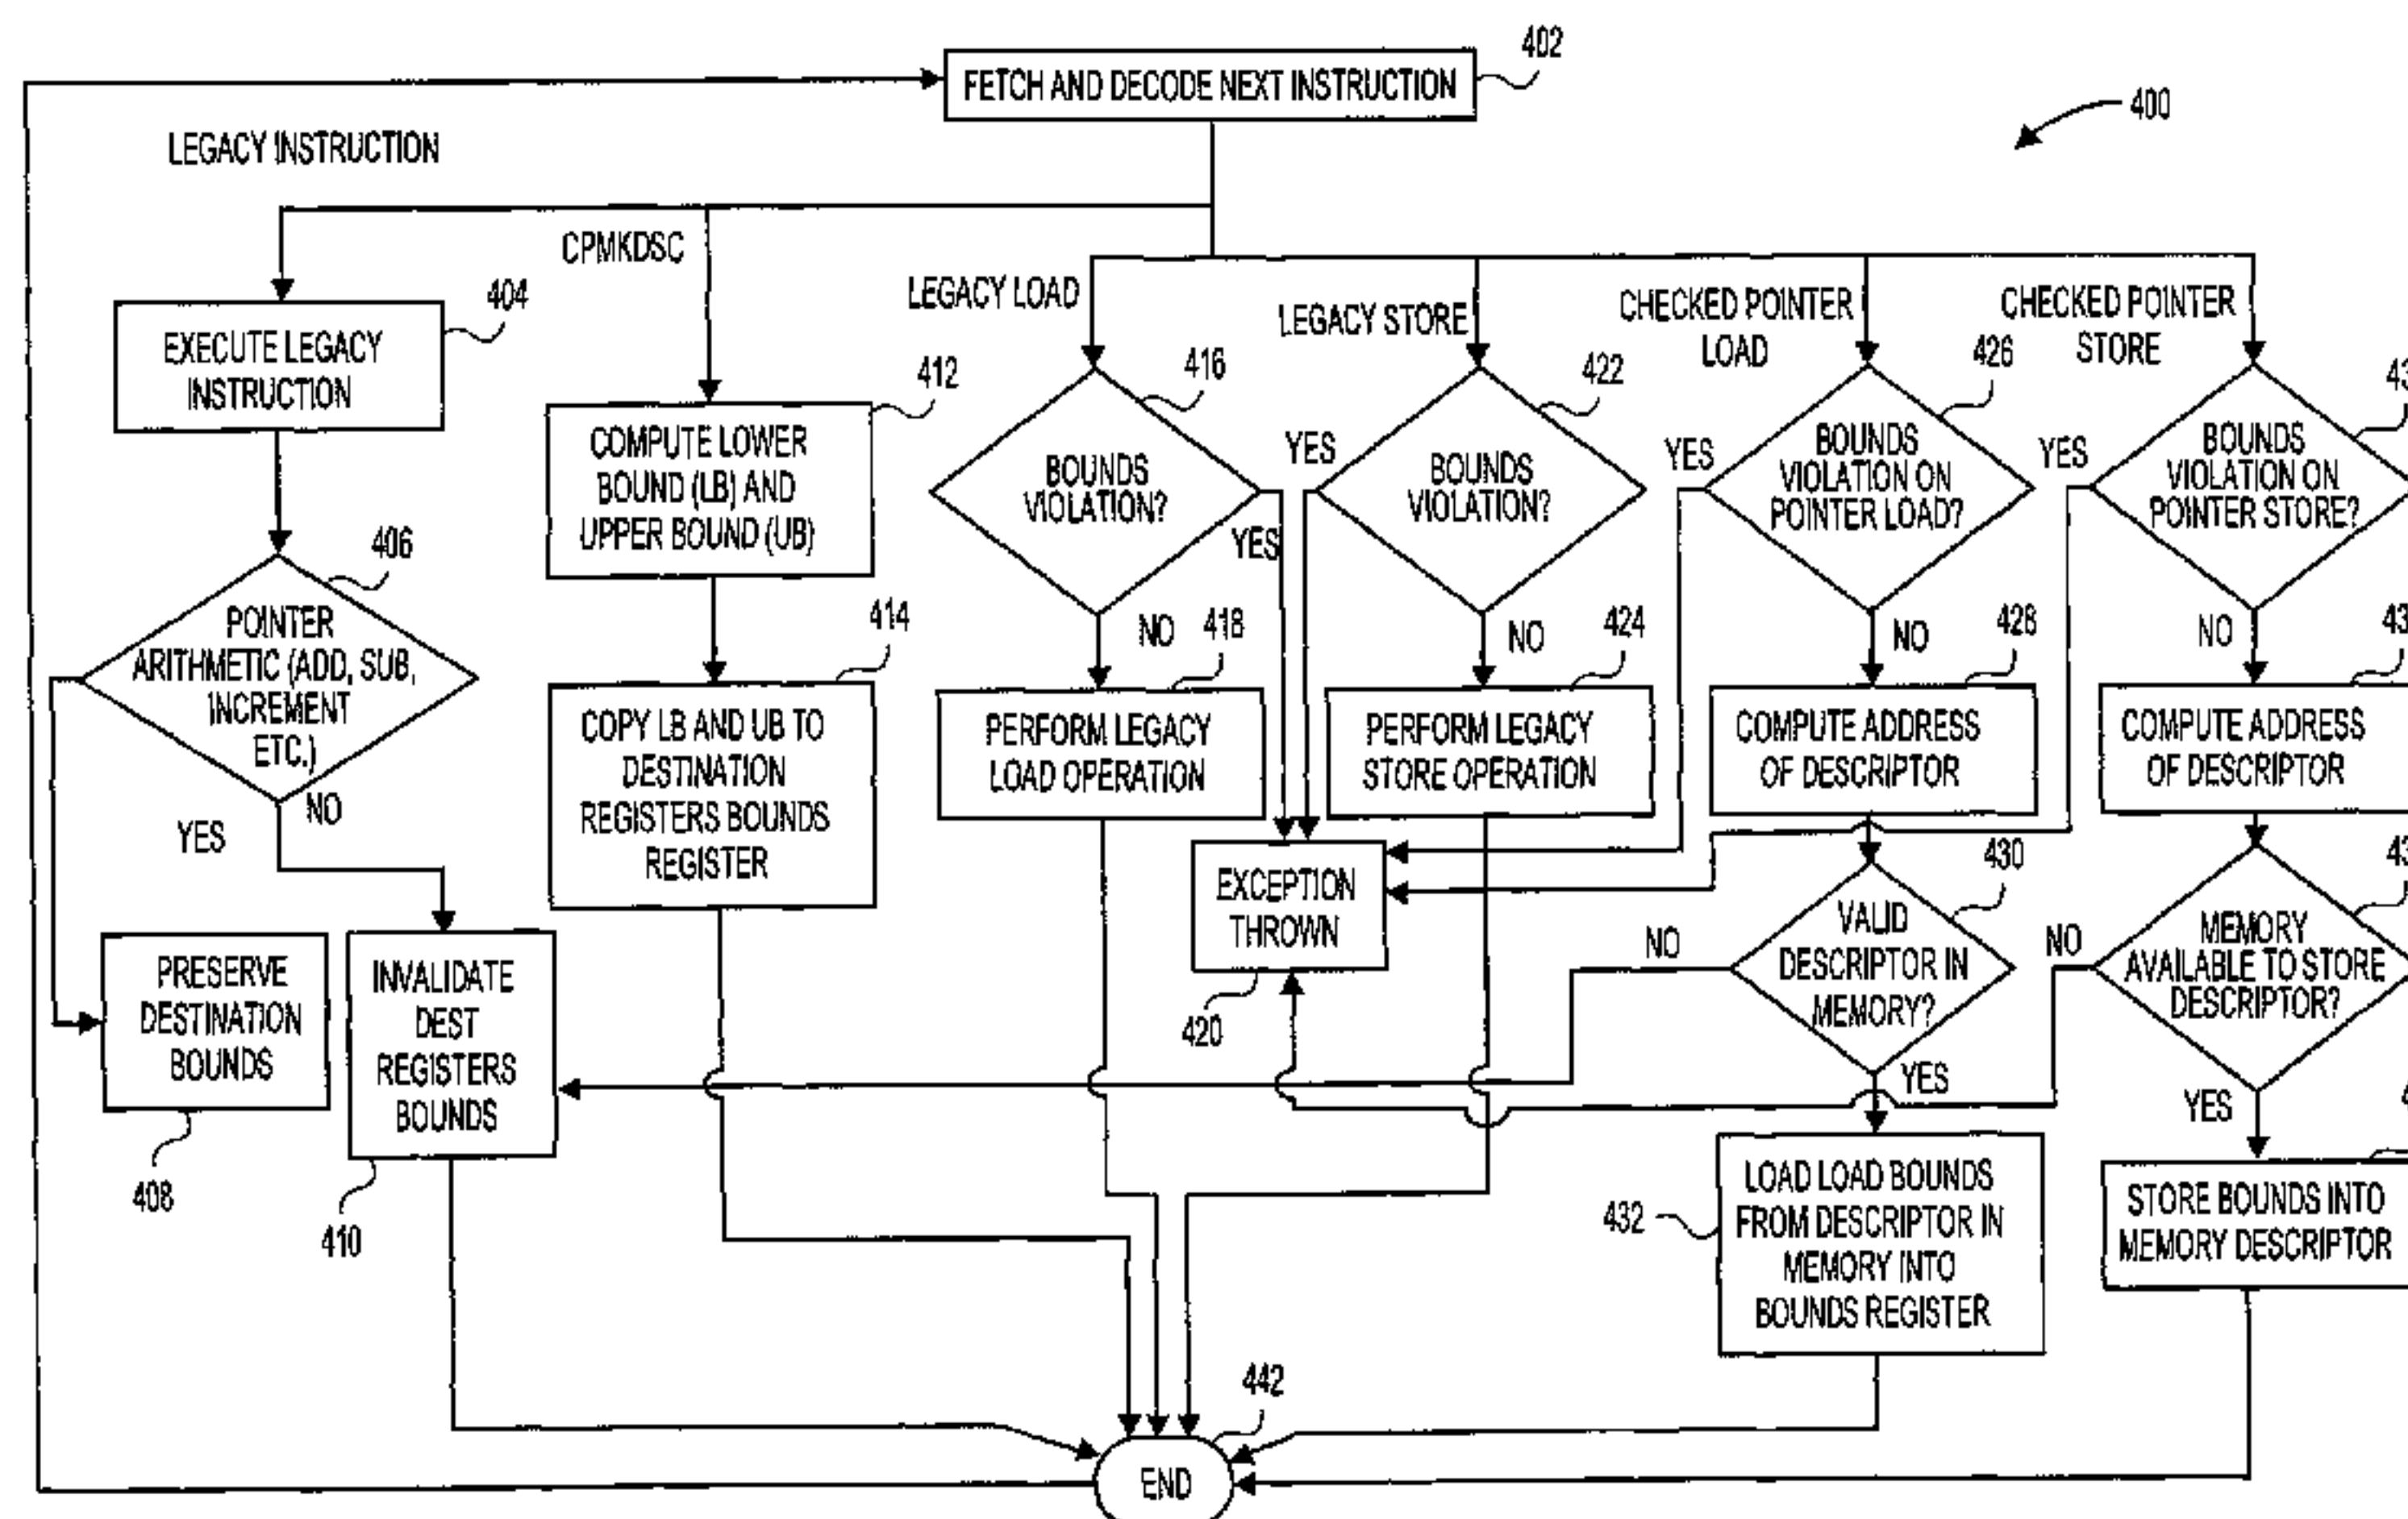 402
FETCH AND DECODE NEXT INSTRUCTION
400
LEGACY INSTRUCTION
CPMKDSC
LEGACY LOAD
LEGACY STORE
CHECKED POINTER
LOAD
CHECKED POINTER
STORE
404
EXECUTE LEGACY
INSTRUCTION
412
COMPUTE LOWER
BOUND (LB) AND
UPPER BOUND (UB)
416
BOUNDS
VIOLATION?
YES
NO
422
BOUNDS
VIOLATION?
YES
NO
426
BOUNDS
VIOLATION ON
POINTER LOAD?
YES
NO
BOUNDS
VIOLATION ON
POINTER STORE?
YES
NO
406
POINTER
ARITHMETIC (ADD, SUB,
INCREMENT
ETC.)
YES
NO
414
COPY LB AND UB TO
DESTINATION
REGISTERS BOUNDS
REGISTER
418
PERFORM LEGACY
LOAD OPERATION
424
PERFORM LEGACY
STORE OPERATION
428
COMPUTE ADDRESS
OF DESCRIPTOR
COMPUTE ADDRESS
OF DESCRIPTOR
EXCEPTION
THROWN
420
430
VALID
DESCRIPTOR IN
MEMORY?
NO
YES
MEMORY
AVAILABLE TO STORE
DESCRIPTOR?
NO
YES
PRESERVE
DESTINATION
BOUNDS
408
INVALIDATE
DEST
REGISTERS
BOUNDS
410
432
LOAD LOAD BOUNDS
FROM DESCRIPTOR IN
MEMORY INTO
BOUNDS REGISTER
STORE BOUNDS INTO
MEMORY DESCRIPTOR
442
END